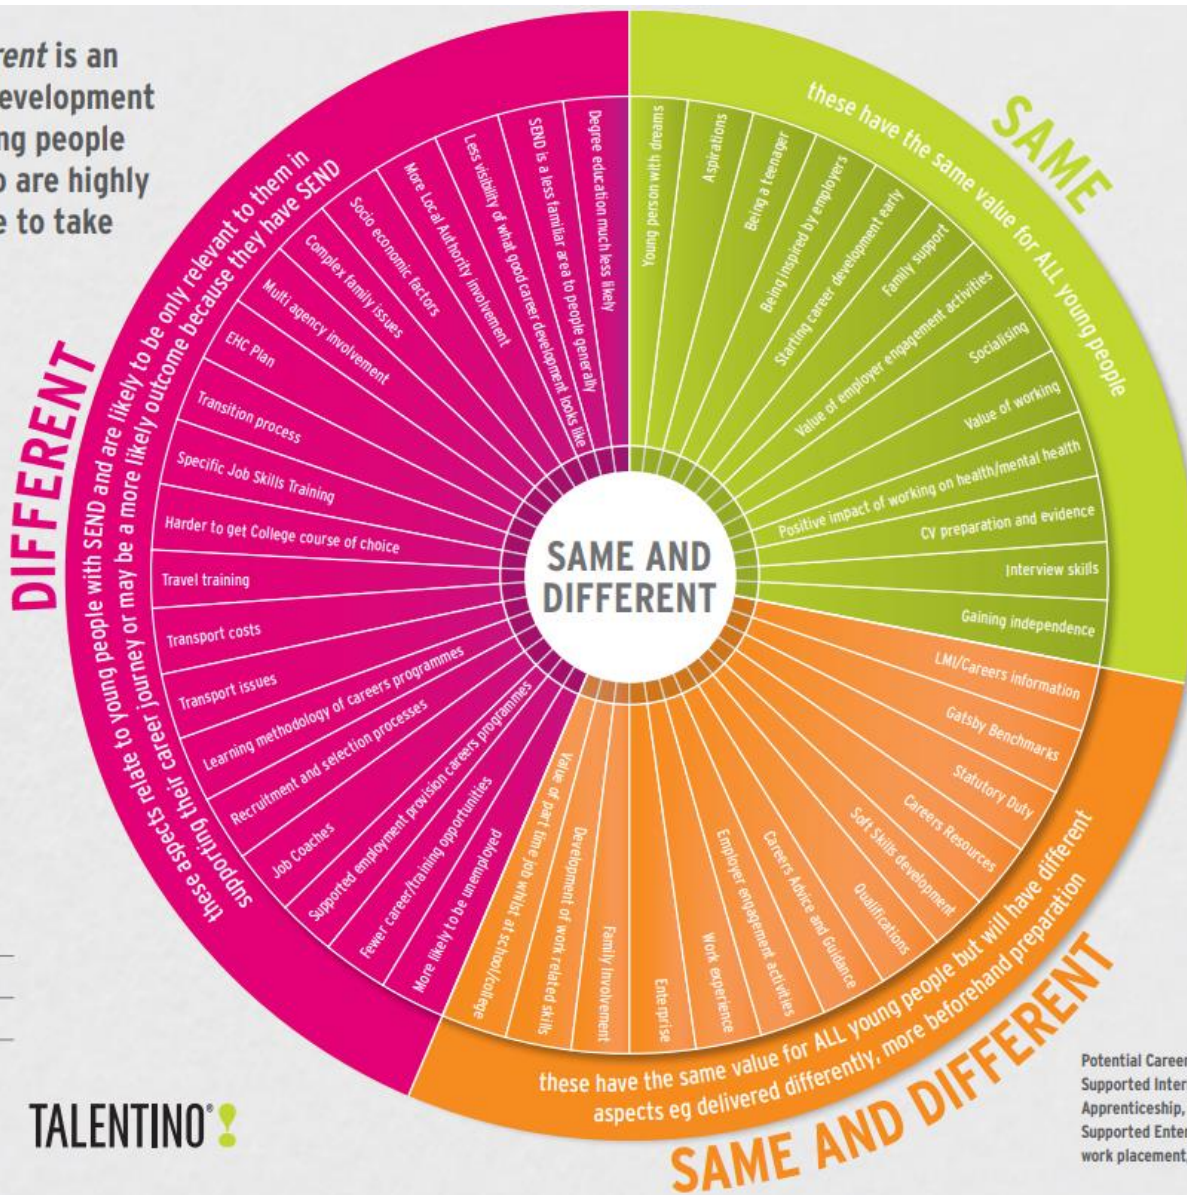 rent is an
evelopment
ng people
o are highly
e to take
SAME
these have the same value for ALL young people
Young person with dreams
Aspirations
Being a teenager
Being inspired by employers
Starting career development early
Family support
Value of employer engagement activities
Socialising
Value of working
Positive impact of working on health/mental health
CV preparation and evidence
Interview skills
Gaining independence
SAME AND DIFFERENT
these have the same value for ALL young people but will have different
aspects eg delivered differently, more beforehand preparation
LMI/Careers information
Gatsby Benchmarks
Statutory Duty
Careers Resources
Soft Skills development
Qualifications
Careers Advice and Guidance
Employer engagement activities
Work experience
Enterprise
Family Involvement
Development of work related skills
Value of part time job whilst at school/college
DIFFERENT
these aspects relate to young people with SEND and are likely to be only relevant to them in
supporting their career journey or may be a more likely outcome because they have SEND
More likely to be unemployed
Fewer career/training opportunities
Supported employment provision careers programmes
Job Coaches
Recruitment and selection processes
Learning methodology of careers programmes
Transport issues
Transport costs
Travel training
Harder to get College course of choice
Specific Job Skills Training
Transition process
EHC Plan
Multi agency involvement
Complex family issues
Socio economic factors
More Local Authority involvement
Less visibility of what good career development looks like
SEND is a less familiar area to people generally
Degree education much less likely
SAME AND
DIFFERENT
TALENTINO®
Potential Career
Supported Inter
Apprenticeship,
Supported Enter
work placement,